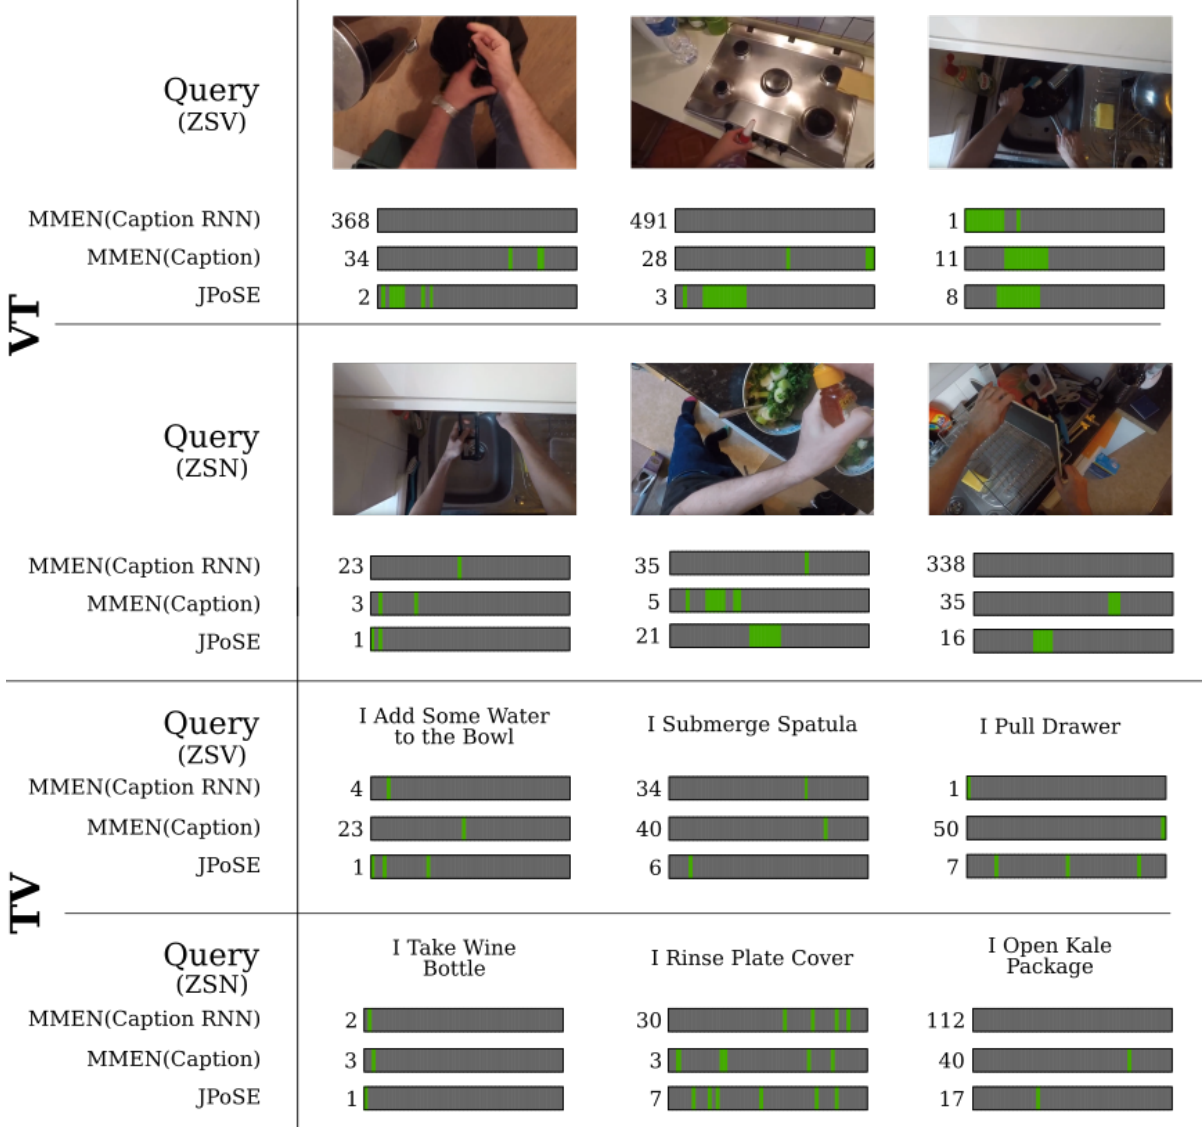 VT
Query
(ZSV)
MMEN(Caption RNN) 368 491 1
MMEN(Caption) 34 28 11
JPoSE 2 3 8
Query
(ZSN)
MMEN(Caption RNN) 23 35 338
MMEN(Caption) 3 5 35
JPoSE 1 21 16
TV
Query
(ZSV)
I Add Some Water
to the Bowl
I Submerge Spatula
I Pull Drawer
MMEN(Caption RNN) 4 34 1
MMEN(Caption) 23 40 50
JPoSE 1 6 7
Query
(ZSN)
I Take Wine
Bottle
I Rinse Plate Cover
I Open Kale
Package
MMEN(Caption RNN) 2 30 112
MMEN(Caption) 3 3 40
JPoSE 1 7 17